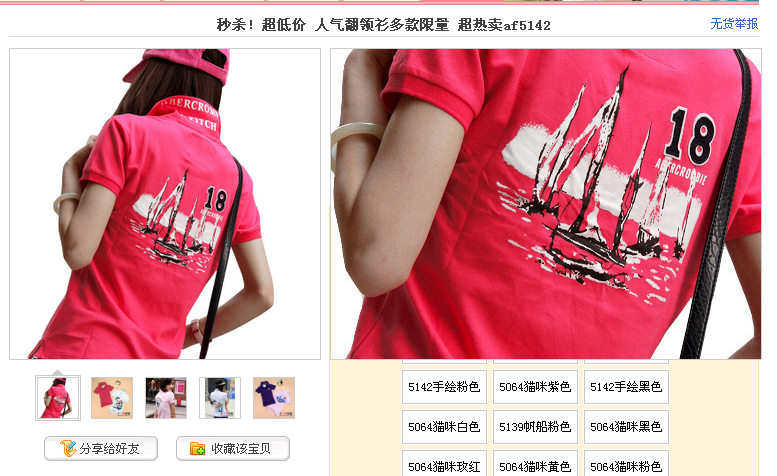 秒杀！超低价 人气翻领衫多款限量 超热卖af5142
无货举报
ABERCROM
VITCH
18
ABERCROMBIE
18
ABERCROMBIE
5142手绘粉色
5064猫咪紫色
5142手绘黑色
5064猫咪白色
5139帆船粉色
5064猫咪黑色
5064猫咪玫红
5064猫咪黄色
5064猫咪粉色
分享给好友
收藏该宝贝